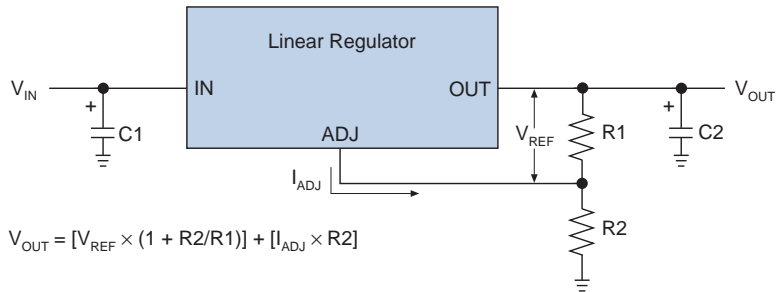 Linear Regulator
V_IN
IN
OUT
V_OUT
+
C1
ADJ
V_REF
R1
+
C2
I_ADJ
R2
V_OUT = [V_REF × (1 + R2/R1)] + [I_ADJ × R2]